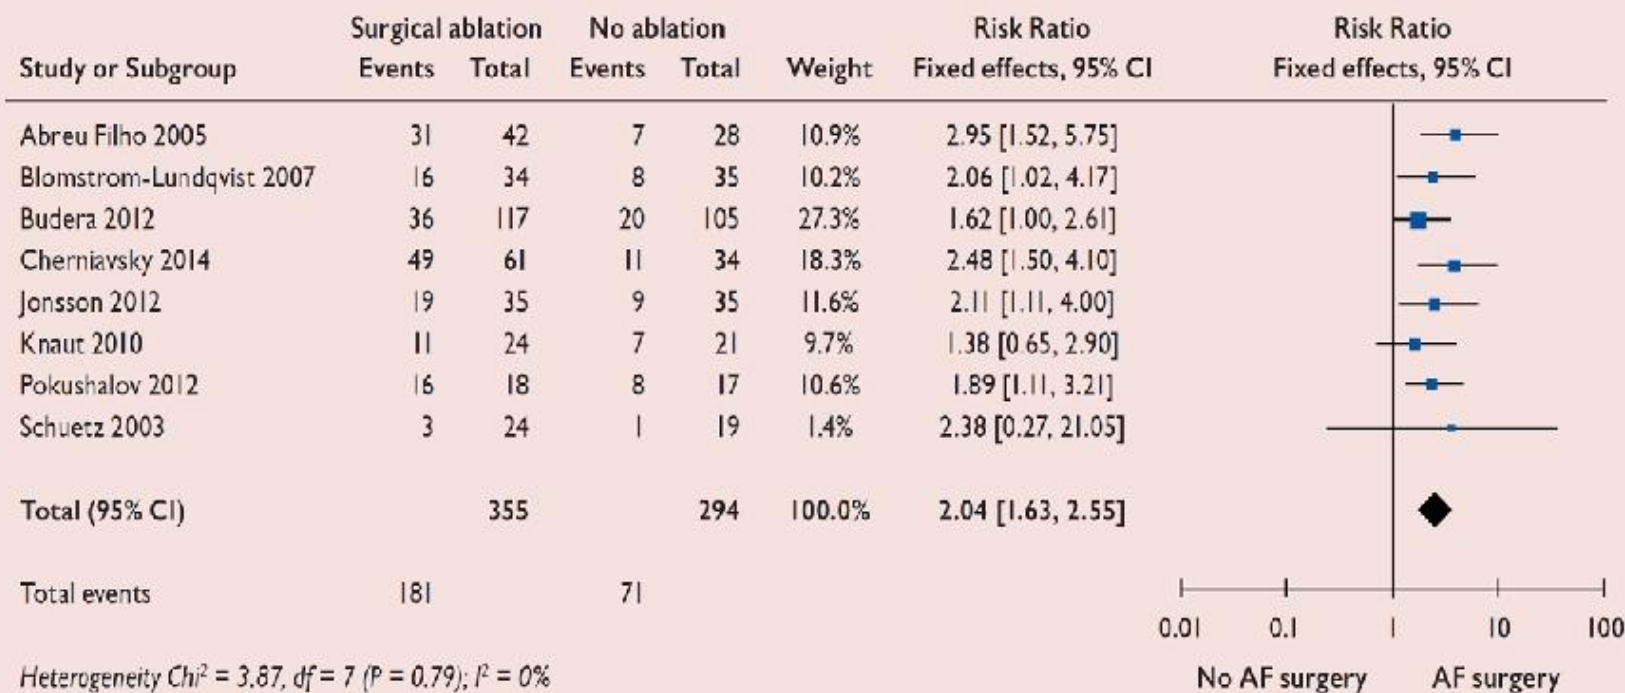 Surgical ablation No ablation Risk Ratio Risk Ratio
Study or Subgroup Events Total Events Total Weight Fixed effects, 95% CI Fixed effects, 95% CI
Abreu Filho 2005 31 42 7 28 10.9% 2.95 [1.52, 5.75]
Blomstrom-Lundqvist 2007 16 34 8 35 10.2% 2.06 [1.02, 4.17]
Budera 2012 36 117 20 105 27.3% 1.62 [1.00, 2.61]
Cherniavsky 2014 49 61 11 34 18.3% 2.48 [1.50, 4.10]
Jonsson 2012 19 35 9 35 11.6% 2.11 [1.11, 4.00]
Knaut 2010 11 24 7 21 9.7% 1.38 [0.65, 2.90]
Pokushalov 2012 16 18 8 17 10.6% 1.89 [1.11, 3.21]
Schuetz 2003 3 24 1 19 1.4% 2.38 [0.27, 21.05]
Total (95% CI) 355 294 100.0% 2.04 [1.63, 2.55]
Total events 181 71
0.01 0.1 1 10 100
Heterogeneity Chi² = 3.87, df = 7 (P = 0.79); I² = 0% No AF surgery AF surgery